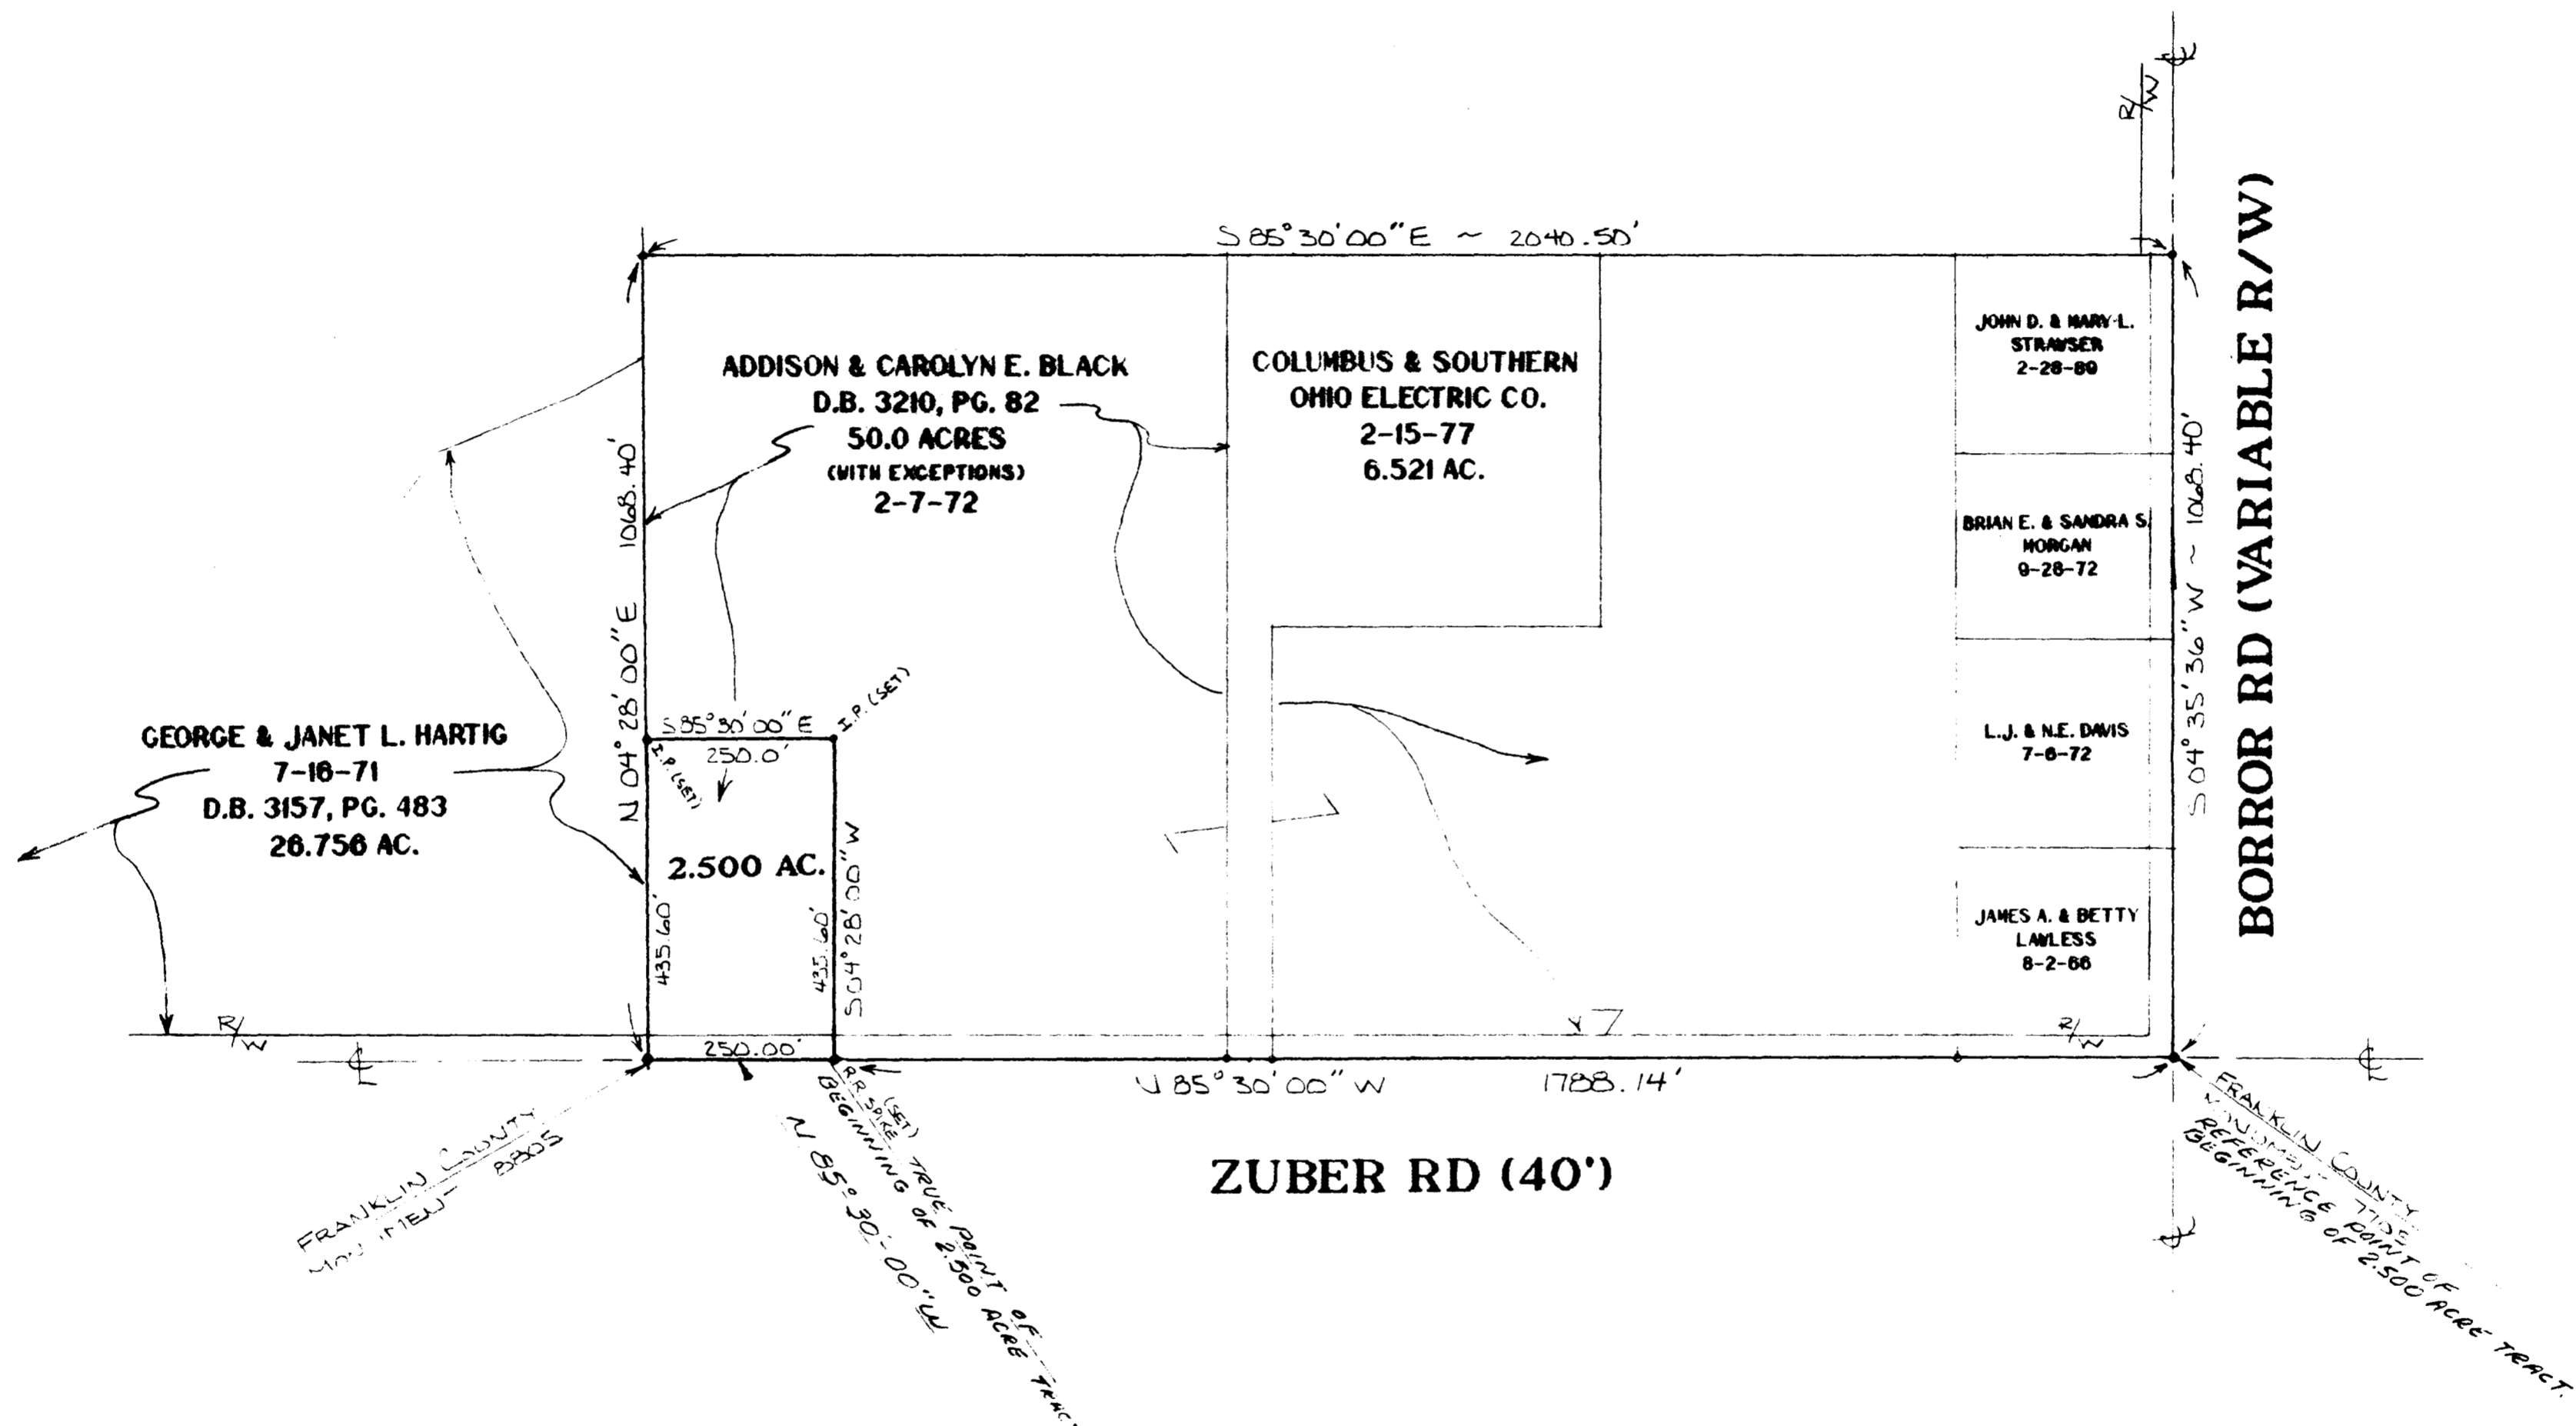 R/W
S 85° 30' 00" E ~ 2040.50'
BORROR RD (VARIABLE R/W)
S 04° 35' 36" W ~ 1068.40'
JOHN D. & MARY L.
STRAWSER
2-28-89
BRIAN E. & SANDRA S.
MORGAN
9-28-72
L.J. & N.E. DAVIS
7-6-72
JAMES A. & BETTY
LAWLESS
8-2-66
ADDISON & CAROLYN E. BLACK
D.B. 3210, PG. 82
50.0 ACRES
(WITH EXCEPTIONS)
2-7-72
COLUMBUS & SOUTHERN
OHIO ELECTRIC CO.
2-15-77
6.521 AC.
N 04° 28' 00" E 1068.40'
GEORGE & JANET L. HARTIG
7-16-71
D.B. 3157, PG. 483
26.756 AC.
S 85° 30' 00" E
250.0'
I.P. (SET)
I.P. (SET)
2.500 AC.
435.60'
435.60'
S 04° 28' 00" W
R/W
R/W
250.00'
85° 30' 00" W 1788.14'
FRANKLIN COUNTY
8805
N 85° 30' 00" W
(SET)
R.R. SPIKE TRUE POINT OF
BEGINNING OF 2.500 ACRE
ZUBER RD (40')
FRANKLIN COUNTY
REFERENCE POINT OF
BEGINNING OF 2.500 ACRE TRACT.